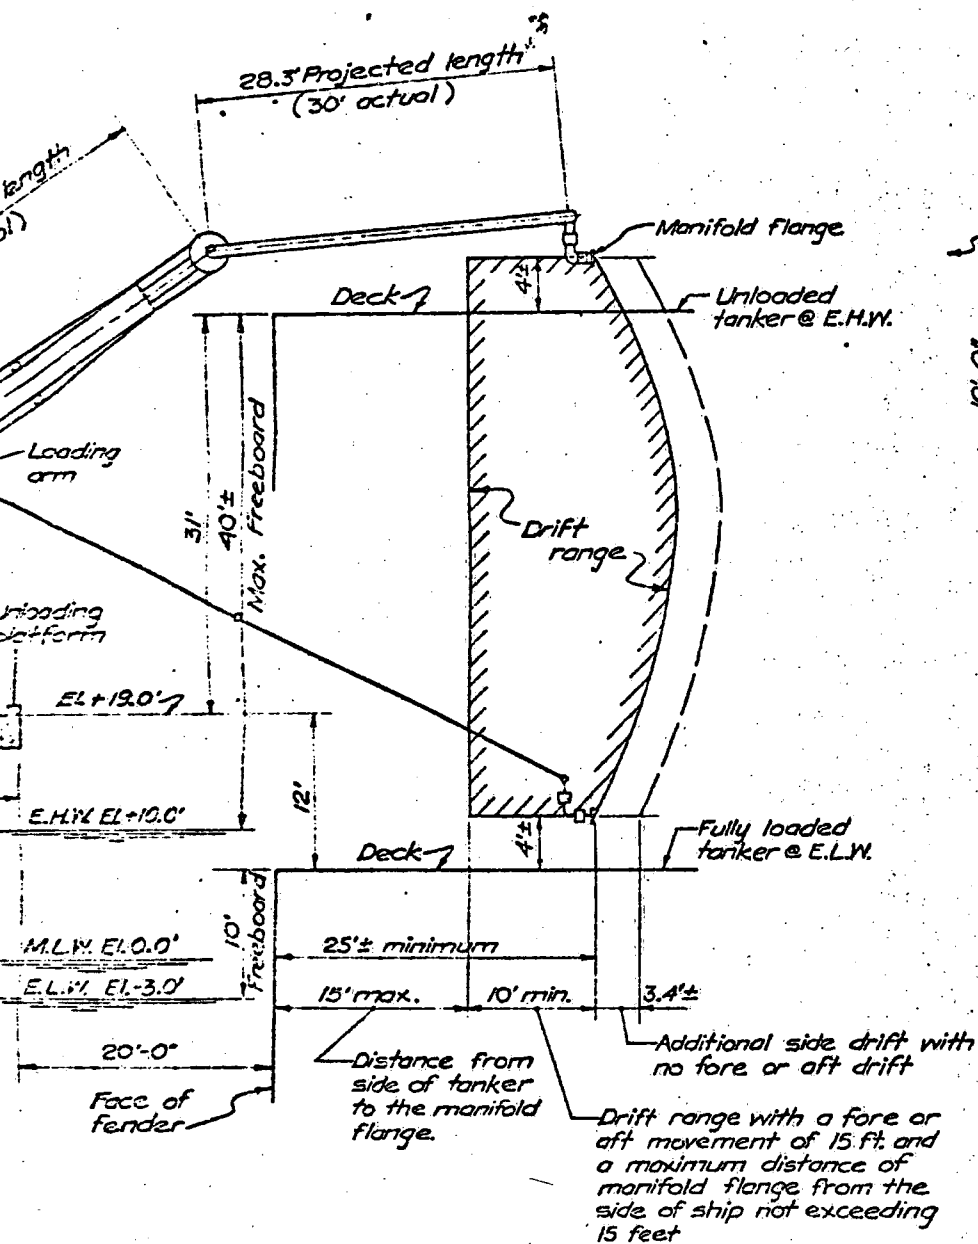 28.3' Projected length
(30' actual)
length
Manifold flange
4'±
Deck
Unloaded
tanker @ E.H.W.
Loading
arm
31'
40'±
Max. Freeboard
Drift
range
Unloading
platform
El +19.0'
12'
E.H.W. El +10.0'
4'±
Deck
Fully loaded
tanker @ E.L.W.
10'
Freeboard
M.L.W. El. 0.0'
25'± minimum
E.L.W. El. -3.0'
15' max.
10' min.
3.4'±
20'-0"
Additional side drift with
no fore or aft drift
Distance from
side of tanker
to the manifold
flange.
Face of
fender
Drift range with a fore or
aft movement of 15 ft. and
a maximum distance of
manifold flange from the
side of ship not exceeding
15 feet